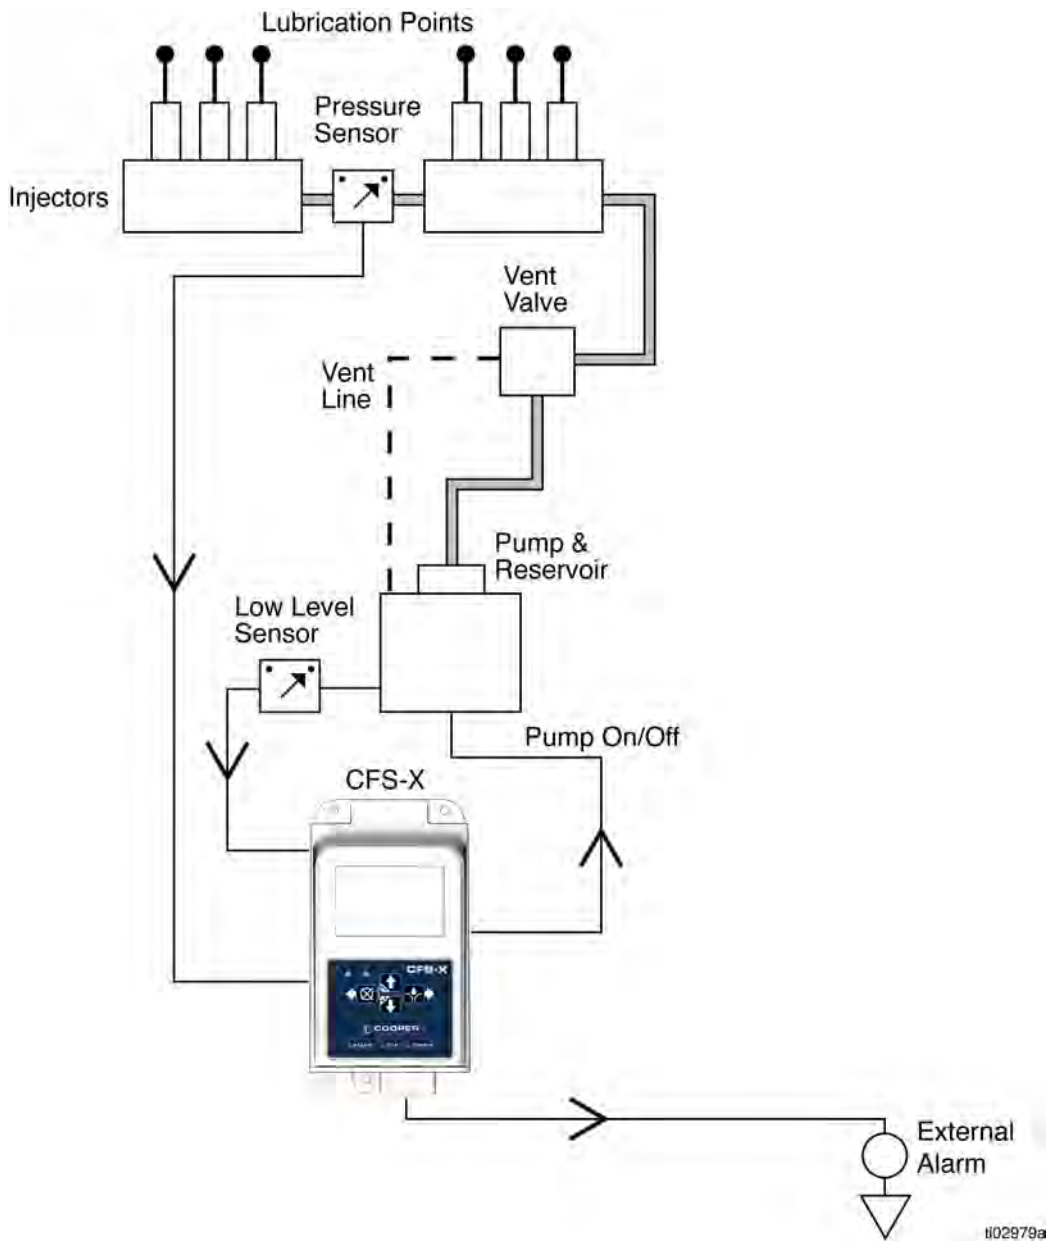 Lubrication Points
Pressure
Sensor
Injectors
Vent
Valve
Vent
Line
Pump &
Reservoir
Low Level
Sensor
Pump On/Off
CFS-X
CFS-X
COOPER
External
Alarm
ti02979a